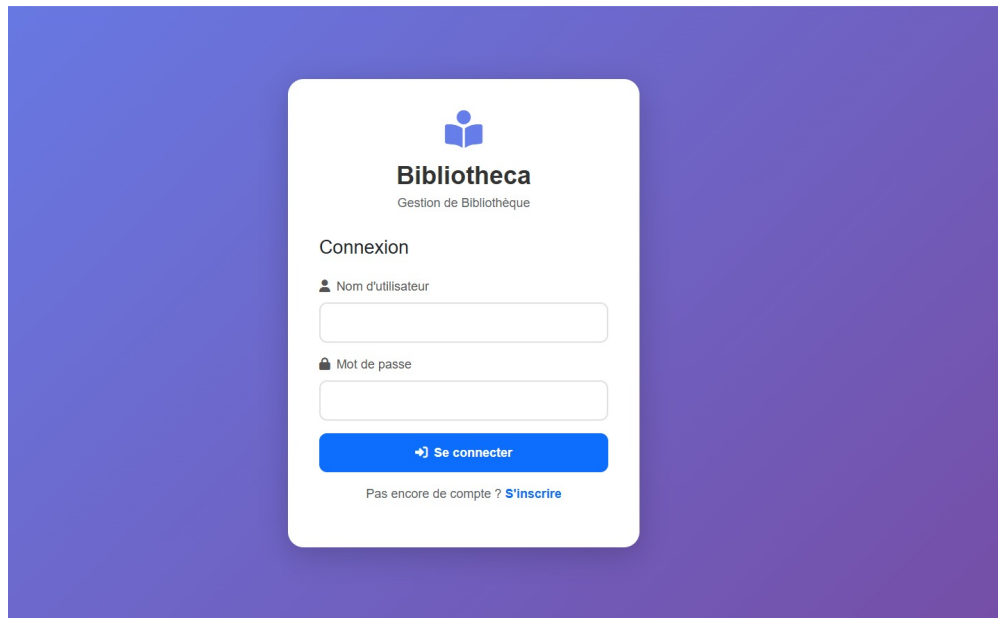 Bibliotheca
Gestion de Bibliothèque
Connexion
Nom d'utilisateur
Mot de passe
Se connecter
Pas encore de compte ? S'inscrire